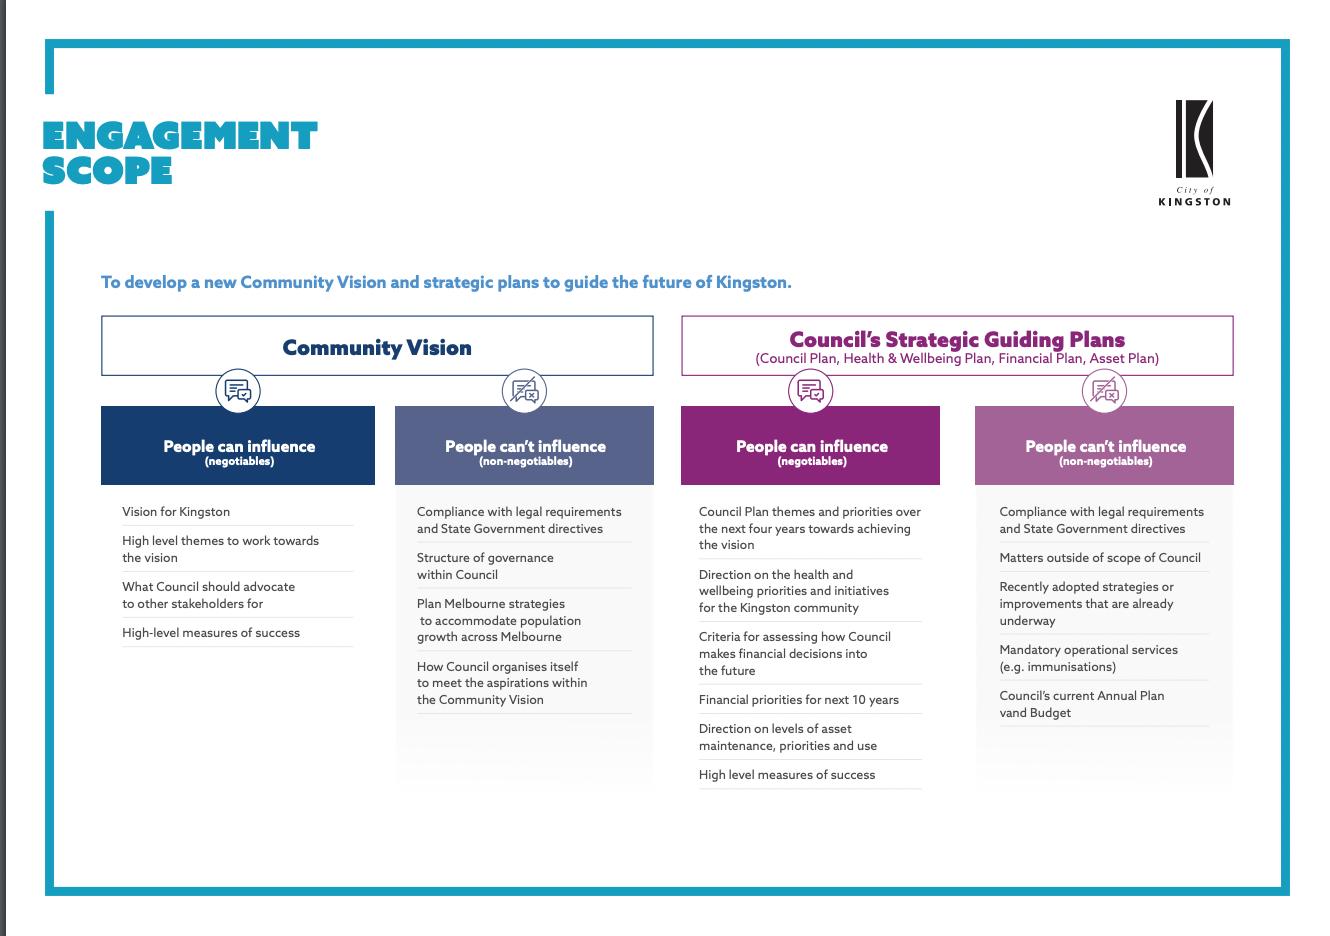 ENGAGEMENT
SCOPE
City of
KINGSTON
To develop a new Community Vision and strategic plans to guide the future of Kingston.
Community Vision
People can influence
(negotiables)
Vision for Kingston
High level themes to work towards
the vision
What Council should advocate
to other stakeholders for
High-level measures of success
People can't influence
(non-negotiables)
Compliance with legal requirements
and State Government directives
Structure of governance
within Council
Plan Melbourne strategies
to accommodate population
growth across Melbourne
How Council organises itself
to meet the aspirations within
the Community Vision
Council's Strategic Guiding Plans
(Council Plan, Health & Wellbeing Plan, Financial Plan, Asset Plan)
People can influence
(negotiables)
Council Plan themes and priorities over
the next four years towards achieving
the vision
Direction on the health and
wellbeing priorities and initiatives
for the Kingston community
Criteria for assessing how Council
makes financial decisions into
the future
Financial priorities for next 10 years
Direction on levels of asset
maintenance, priorities and use
High level measures of success
People can't influence
(non-negotiables)
Compliance with legal requirements
and State Government directives
Matters outside of scope of Council
Recently adopted strategies or
improvements that are already
underway
Mandatory operational services
(e.g. immunisations)
Council's current Annual Plan
vand Budget